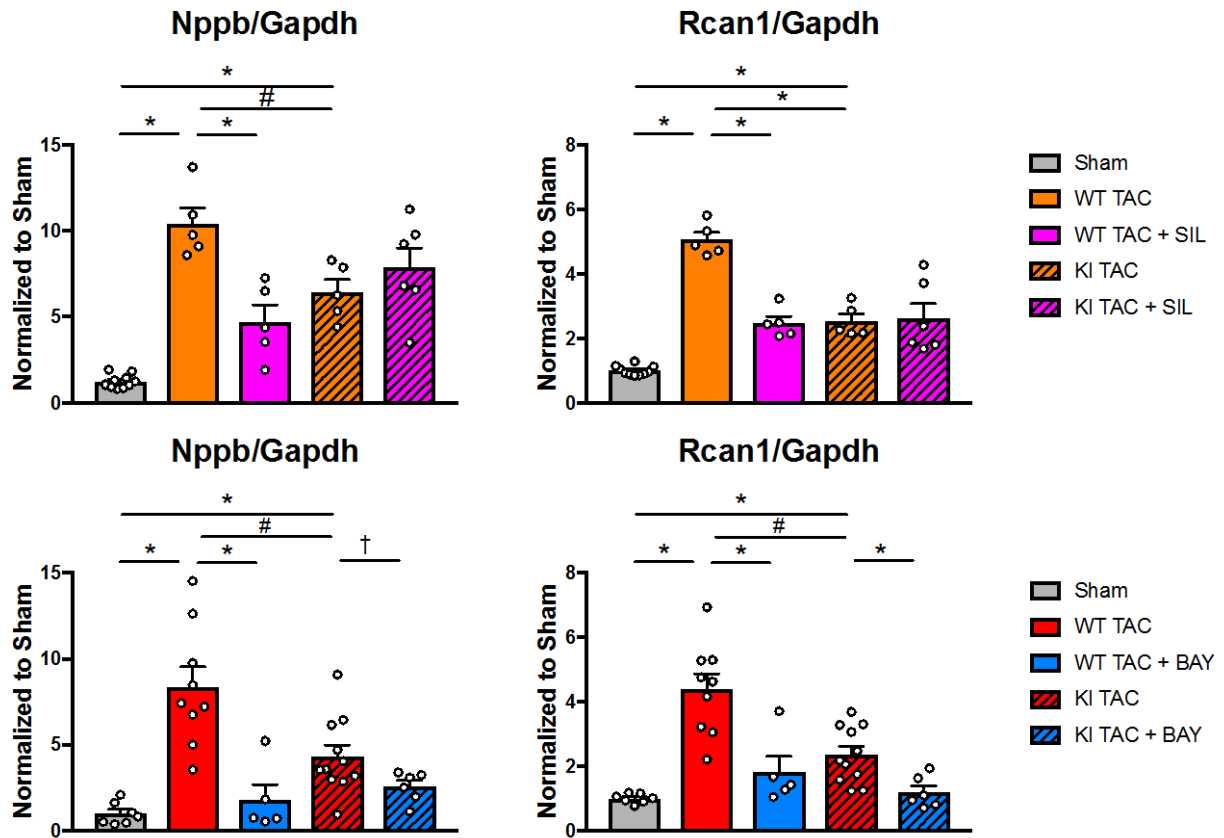 Nppb/Gapdh
*
#
* *
Normalized to Sham
15
10
5
0
Rcan1/Gapdh
*
*
* *
Normalized to Sham
8
6
4
2
0
Sham
WT TAC
WT TAC + SIL
KI TAC
KI TAC + SIL
Nppb/Gapdh
*
#
* * †
Normalized to Sham
15
10
5
0
Rcan1/Gapdh
*
#
* * *
Normalized to Sham
8
6
4
2
0
Sham
WT TAC
WT TAC + BAY
KI TAC
KI TAC + BAY